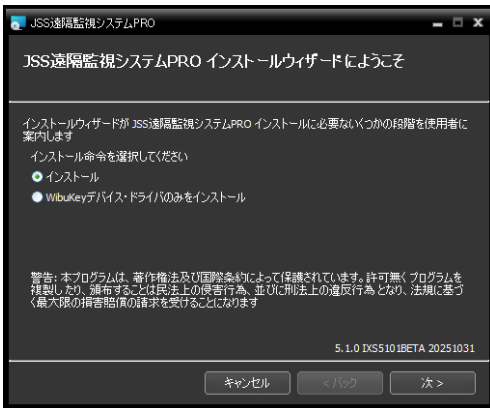 JSS遠隔監視システムPRO
JSS遠隔監視システムPRO インストールウィザードにようこそ
インストールウィザードが JSS遠隔監視システムPRO インストールに必要ないくつかの段階を使用者に
案内します
インストール命令を選択してください
インストール
WibuKeyデバイス・ドライバのみをインストール
警告: 本プログラムは、著作権法及び国際条約によって保護されています。許可無くプログラムを
複製したり、頒布することは民法上の侵害行為、並びに刑法上の違反行為となり、法規に基づ
く最大限の損害賠償の請求を受けることになります
5.1.0 IXS5101BETA 20251031
キャンセル
< バック
次 >